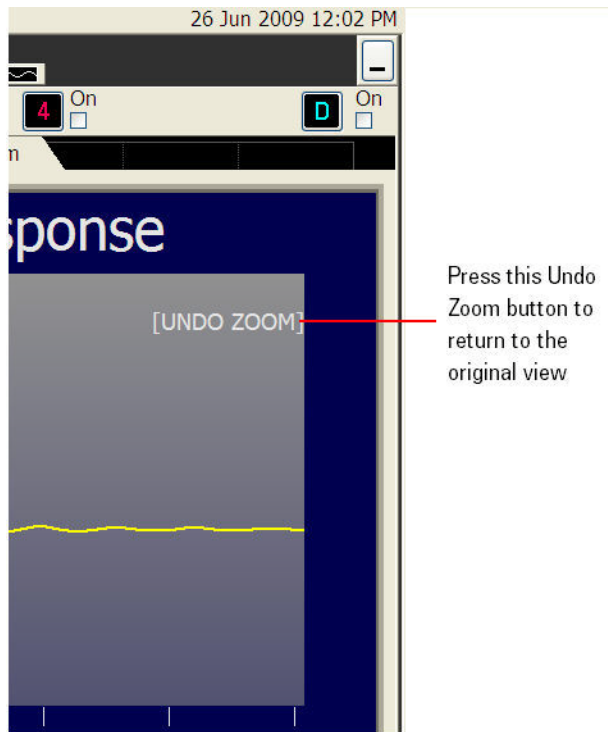 26 Jun 2009 12:02 PM
On
On
4
D
m
sponse
[UNDO ZOOM]
Press this Undo
Zoom button to
return to the
original view